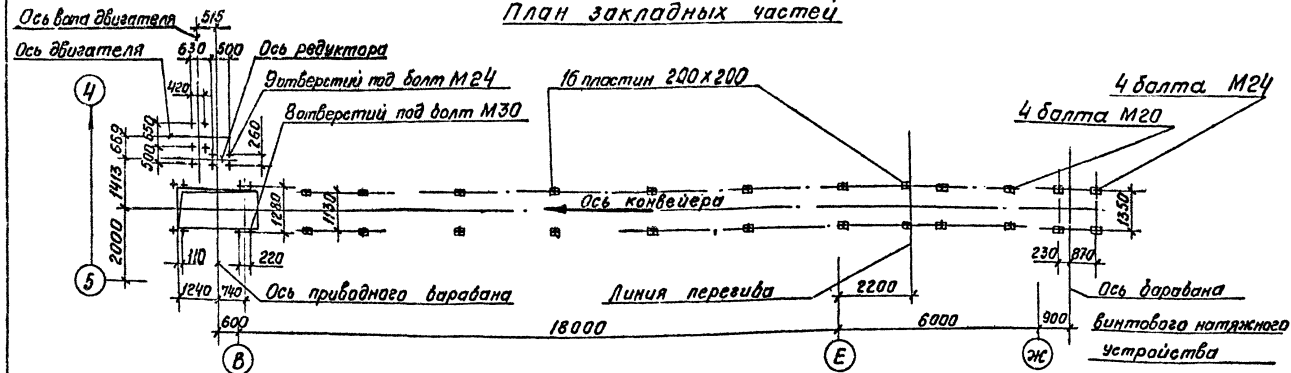 План закладных частей
Ось вала двигателя
515
Ось двигателя
630
500
Ось редуктора
9 отверстий под болт М24
16 пластин 200х200
4 болта М24
4
420
8 отверстий под болт М30
4 болта М20
669
650
500
260
1413
1280
1130
Ось конвейера
1350
2000
110
220
230
870
5
1240
740
Ось приводного барабана
Линия перегива
2200
Ось барабана
600
18000
6000
900
винтового натяжного
В
Е
Ж
устройства